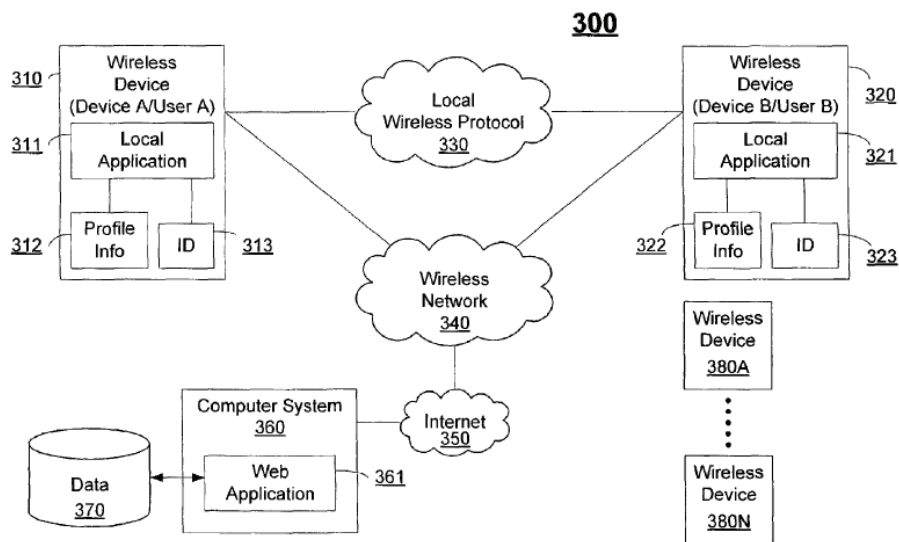 300
310
Wireless
Device
(Device A/User A)
311
Local
Application
312
Profile
Info
ID
313
Local
Wireless Protocol
330
Wireless
Device
(Device B/User B)
320
Local
Application
321
322
Profile
Info
ID
323
Wireless
Network
340
Wireless
Device
380A
Computer System
360
Internet
350
Web
Application
361
Data
370
Wireless
Device
380N